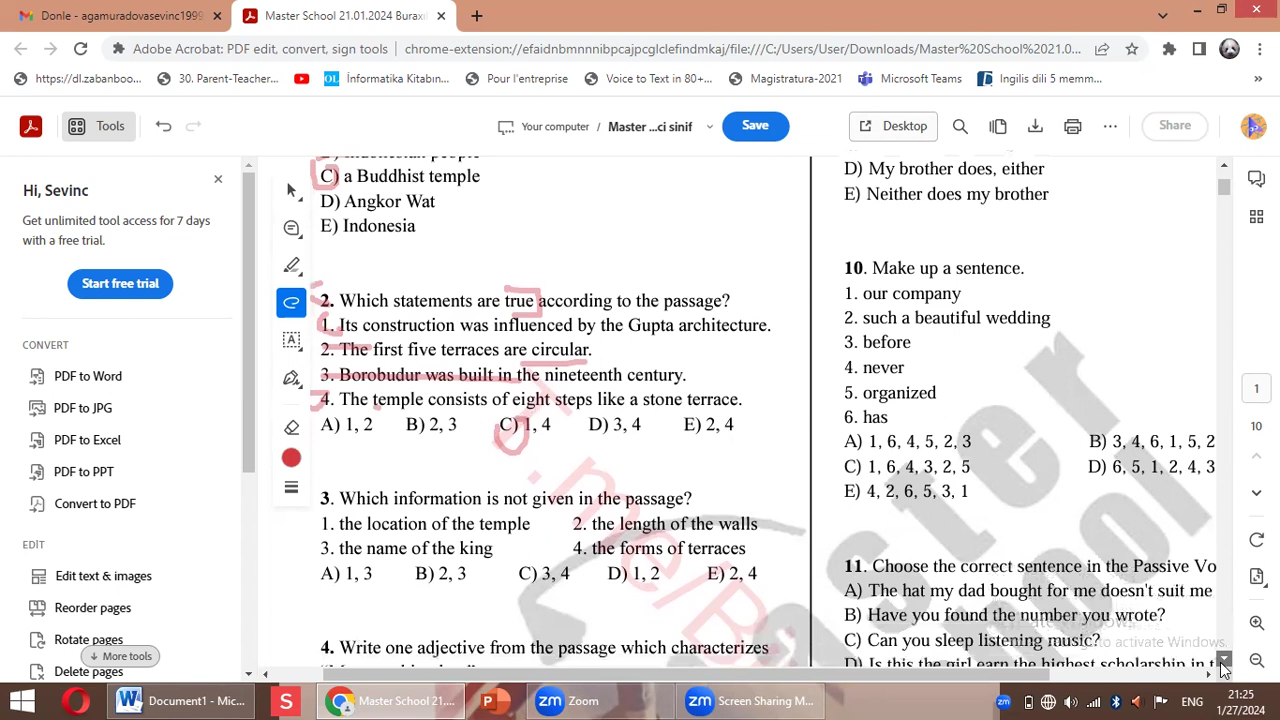 Donle - agamuradovasevinc1999
Master School 21.01.2024 Buraxı
Adobe Acrobat: PDF edit, convert, sign tools
chrome-extension://efaidnbmnnnibpcajpcglclefindmkaj/file:///C:/Users/User/Downloads/Master%20School%2021.0...
https://dl.zabanboo...
30. Parent-Teacher...
İnformatika Kitabın...
Pour l'entreprise
Voice to Text in 80+...
Magistratura-2021
Microsoft Teams
Ingilis dili 5 memm...
Tools
Your computer / Master ...ci sinif
Save
Desktop
Share
Hi, Sevinc
Get unlimited tool access for 7 days
with a free trial.
Start free trial
CONVERT
PDF to Word
PDF to JPG
PDF to Excel
PDF to PPT
Convert to PDF
EDİT
Edit text & images
Reorder pages
Rotate pages
More tools
Delete pages
C) a Buddhist temple
D) Angkor Wat
E) Indonesia
2. Which statements are true according to the passage?
1. Its construction was influenced by the Gupta architecture.
2. The first five terraces are circular.
3. Borobudur was built in the nineteenth century.
4. The temple consists of eight steps like a stone terrace.
A) 1, 2 B) 2, 3 C) 1, 4 D) 3, 4 E) 2, 4
3. Which information is not given in the passage?
1. the location of the temple 2. the length of the walls
3. the name of the king 4. the forms of terraces
A) 1, 3 B) 2, 3 C) 3, 4 D) 1, 2 E) 2, 4
4. Write one adjective from the passage which characterizes
D) My brother does, either
E) Neither does my brother
10. Make up a sentence.
1. our company
2. such a beautiful wedding
3. before
4. never
5. organized
6. has
A) 1, 6, 4, 5, 2, 3 B) 3, 4, 6, 1, 5, 2
C) 1, 6, 4, 3, 2, 5 D) 6, 5, 1, 2, 4, 3
E) 4, 2, 6, 5, 3, 1
11. Choose the correct sentence in the Passive Vo
A) The hat my dad bought for me doesn't suit me
B) Have you found the number you wrote?
C) Can you sleep listening music?
D) Is this the girl earn the highest scholarship in t
1
10
Document1 - Mic...
Master School 21...
Zoom
Screen Sharing M...
ENG
21:25
1/27/2024